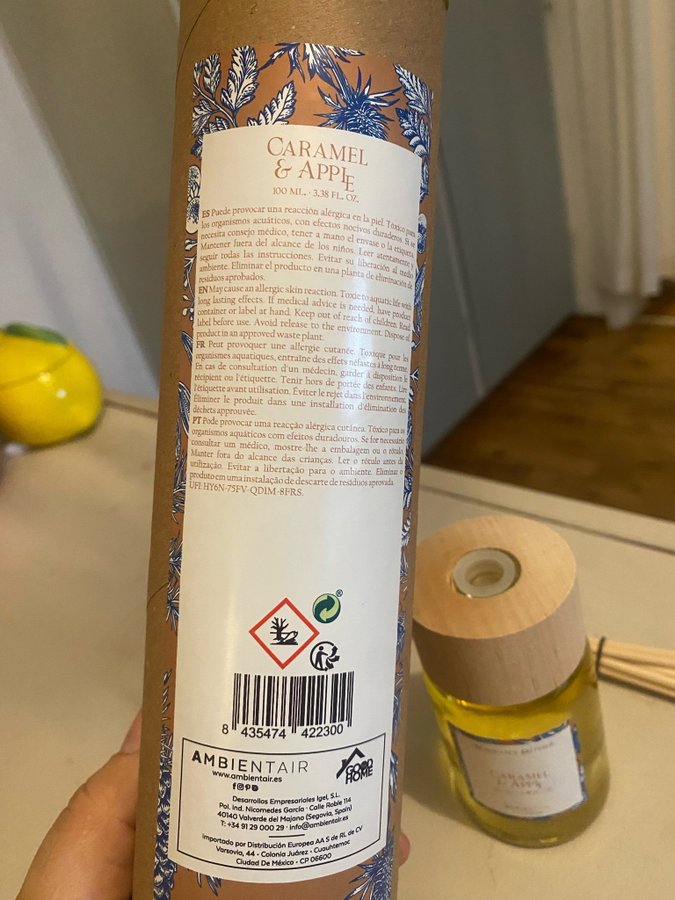 CARAMEL
& APPLE
100 ML. · 3.38 FL. OZ.
ES Puede provocar una reacción alérgica en la piel. Tóxico para
los organismos acuáticos, con efectos nocivos duraderos. Si se
necesita consejo médico, tener a mano el envase o la etiqueta.
Mantener fuera del alcance de los niños. Leer atentamente y
seguir todas las instrucciones. Evitar su liberación al medio
ambiente. Eliminar el producto en una planta de eliminación de
residuos aprobados.
EN May cause an allergic skin reaction. Toxic to aquatic life with
long lasting effects. If medical advice is needed, have product
container or label at hand. Keep out of reach of children. Read
label before use. Avoid release to the environment. Dispose of
product in an approved waste plant.
FR Peut provoquer une allergie cutanée. Toxique pour les
organismes aquatiques, entraîne des effets néfastes a long terme.
En cas de consultation d'un médecin, garder à disposition le
récipient ou l'étiquette. Tenir hors de portée des enfants. Lire
l'étiquette avant utilisation. Éviter le rejet dans l'environnement.
Éliminer le produit dans une installation d'élimination des
déchets approuvée.
PT Pode provocar uma reacção alérgica cutânea. Tóxico para os
organismos aquáticos com efeitos duradouros. Se for necessário
consultar um médico, mostre-lhe a embalagem ou o rótulo.
Manter fora do alcance das crianças. Ler o rótulo antes da
utilização. Evitar a libertação para o ambiente. Eliminar o
produto em uma instalação de descarte de resíduos aprovada.
UFI: HY6N-75FV-QD1M-8FRS.
8 435474 422300
AMBIENTAIR
www.ambientair.es
GOOD
HOME
Desarrollos Empresariales Igel, S.L.
Pol. Ind. Nicomedes García · Calle Roble 114
40140 Valverde del Majano (Segovia, Spain)
T: +34 91 29 000 29 · info@ambientair.es
Importado por Distribución Europea AA S de RL de CV
Varsovia, 44 - Colonia Juárez - Cuauhtemoc
Ciudad De México - CP 06600
CARAMEL
& APPLE